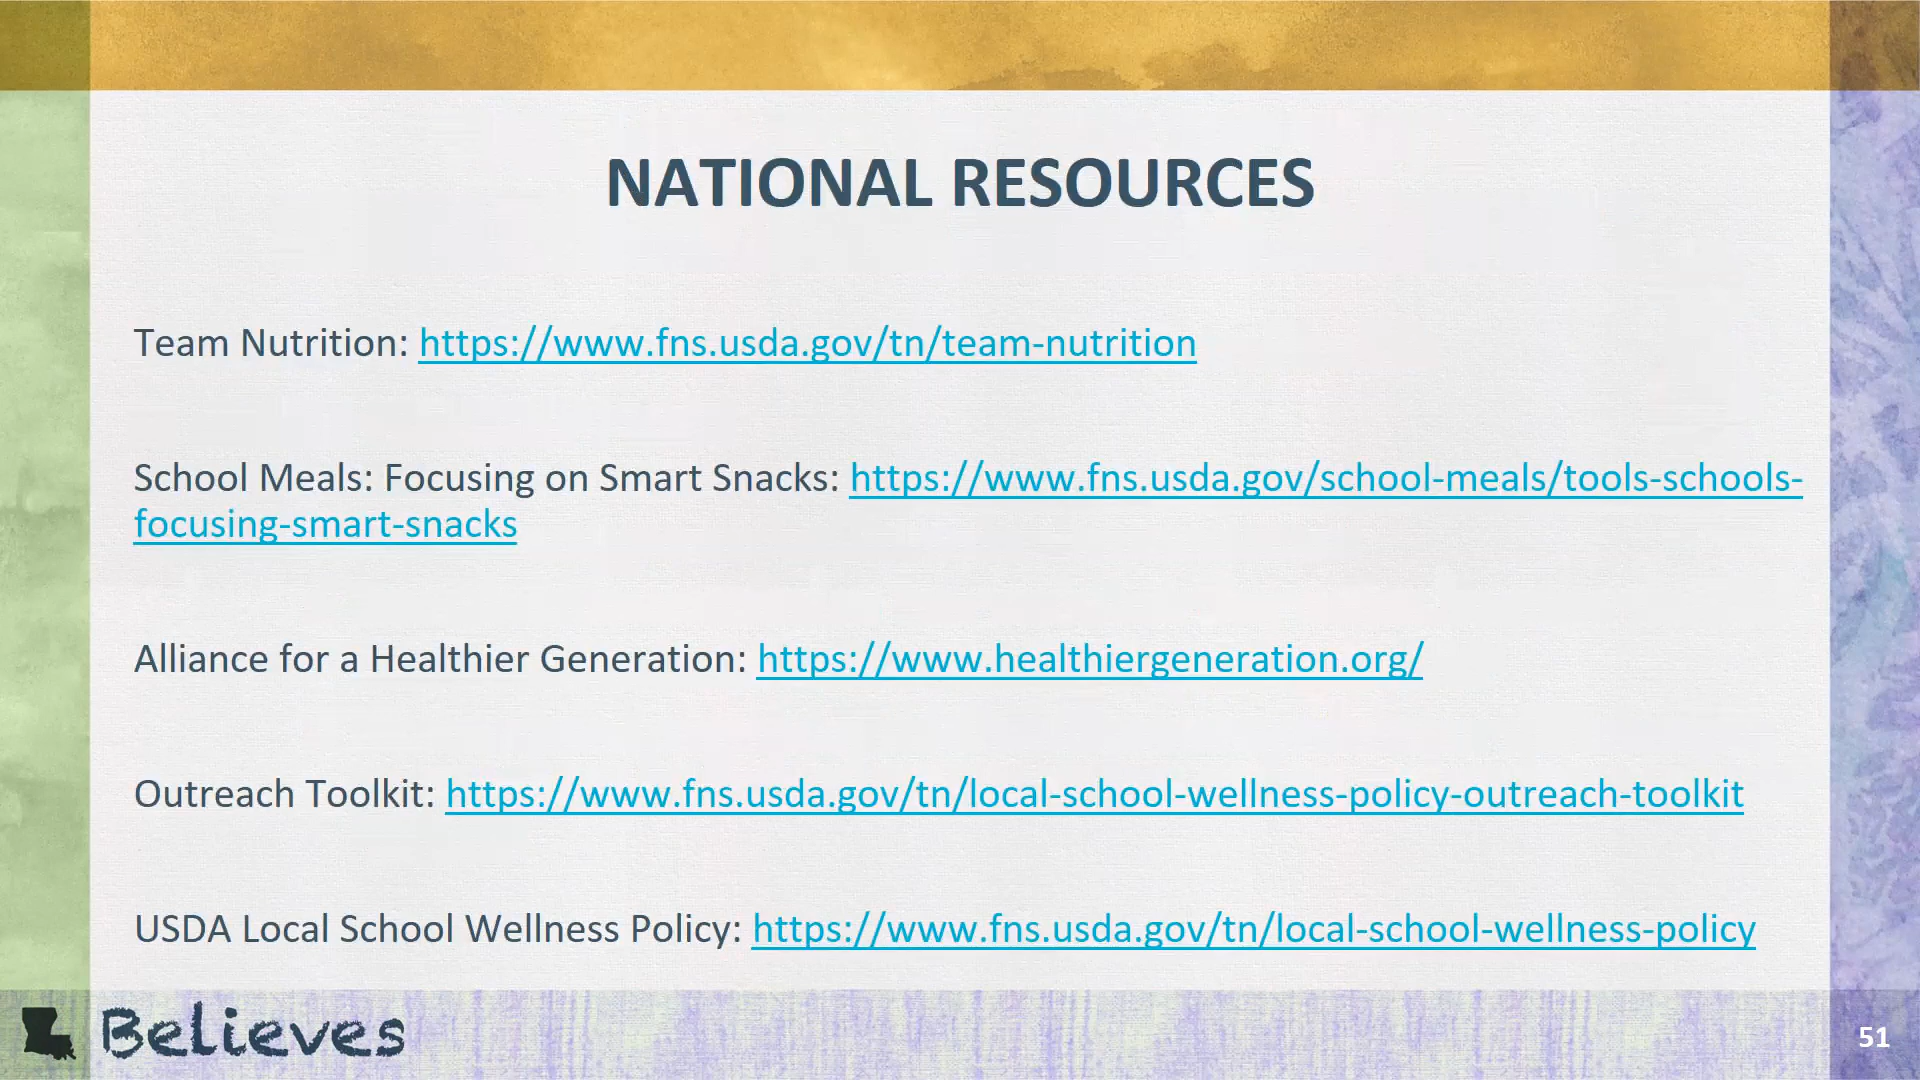 NATIONAL RESOURCES
Team Nutrition: https://www.fns.usda.gov/tn/team-nutrition
School Meals: Focusing on Smart Snacks: https://www.fns.usda.gov/school-meals/tools-schools-
focusing-smart-snacks
Alliance for a Healthier Generation: https://www.healthiergeneration.org/
Outreach Toolkit: https://www.fns.usda.gov/tn/local-school-wellness-policy-outreach-toolkit
USDA Local School Wellness Policy: https://www.fns.usda.gov/tn/local-school-wellness-policy
Believes
51